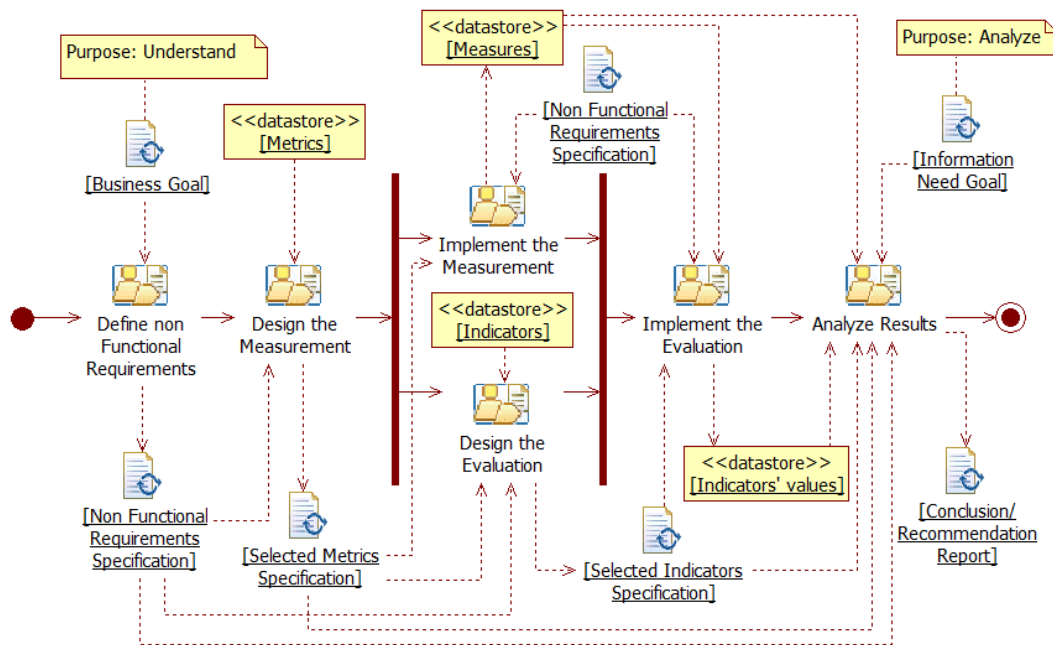 Purpose: Understand
[Business Goal]
<<datastore>>
[Metrics]
<<datastore>>
[Measures]
[Non Functional
Requirements
Specification]
Purpose: Analyze
[Information
Need Goal]
Define non
Functional
Requirements
Design the
Measurement
Implement the
Measurement
<<datastore>>
[Indicators]
Design the
Evaluation
Implement the
Evaluation
Analyze Results
<<datastore>>
[Indicators' values]
[Non Functional
Requirements
Specification]
[Selected Metrics
Specification]
[Selected Indicators
Specification]
[Conclusion/
Recommendation
Report]